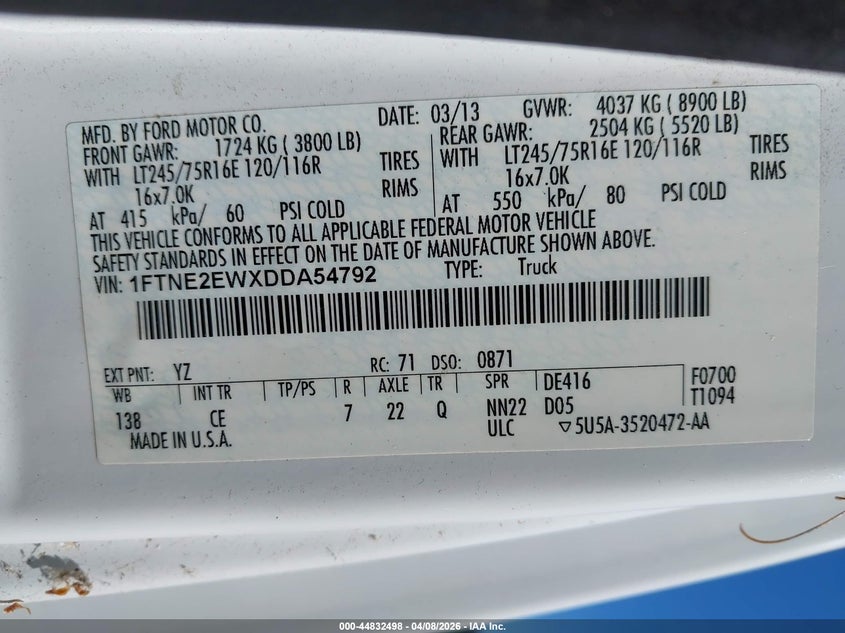 MFD. BY FORD MOTOR CO. DATE: 03/13 GVWR: 4037 KG ( 8900 LB)
FRONT GAWR: 1724 KG ( 3800 LB) REAR GAWR: 2504 KG ( 5520 LB)
WITH LT245/75R16E 120/116R TIRES WITH LT245/75R16E 120/116R TIRES
16x7.0K RIMS 16x7.0K RIMS
AT 415 kPa/ 60 PSI COLD AT 550 kPa/ 80 PSI COLD
THIS VEHICLE CONFORMS TO ALL APPLICABLE FEDERAL MOTOR VEHICLE
SAFETY STANDARDS IN EFFECT ON THE DATE OF MANUFACTURE SHOWN ABOVE.
VIN: 1FTNE2EWXDDA54792 TYPE: Truck
EXT PNT: YZ RC: 71 DSO: 0871
WB INT TR TP/PS R AXLE TR SPR DE416 F0700
138 CE 7 22 Q NN22 D05 T1094
MADE IN U.S.A. ULC ▽5U5A-3520472-AA
000-44832498 - 04/08/2026 - IAA Inc.